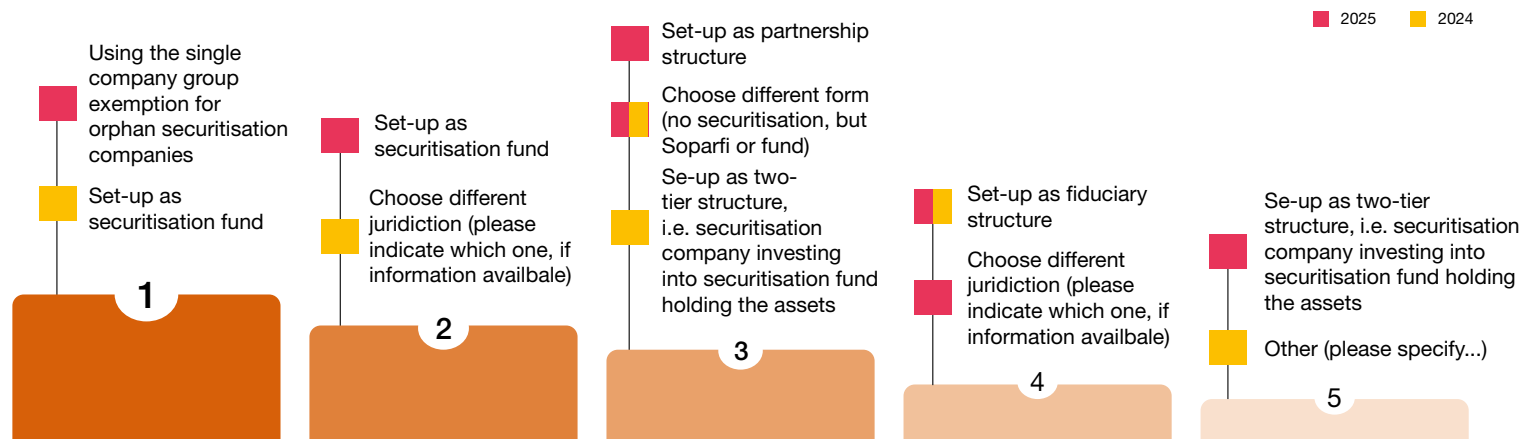 2025
2024
Using the single
company group
exemption for
orphan securitisation
companies
Set-up as
securitisation fund
1
Set-up as
securitisation fund
Choose different
juridiction (please
indicate which one, if
information availbale)
2
Set-up as partnership
structure
Choose different form
(no securitisation, but
Soparfi or fund)
Se-up as two-
tier structure,
i.e. securitisation
company investing
into securitisation fund
holding the assets
3
Set-up as fiduciary
structure
Choose different
juridiction (please
indicate which one, if
information availbale)
4
Se-up as two-tier
structure, i.e. securitisation
company investing into
securitisation fund holding
the assets
Other (please specify...)
5